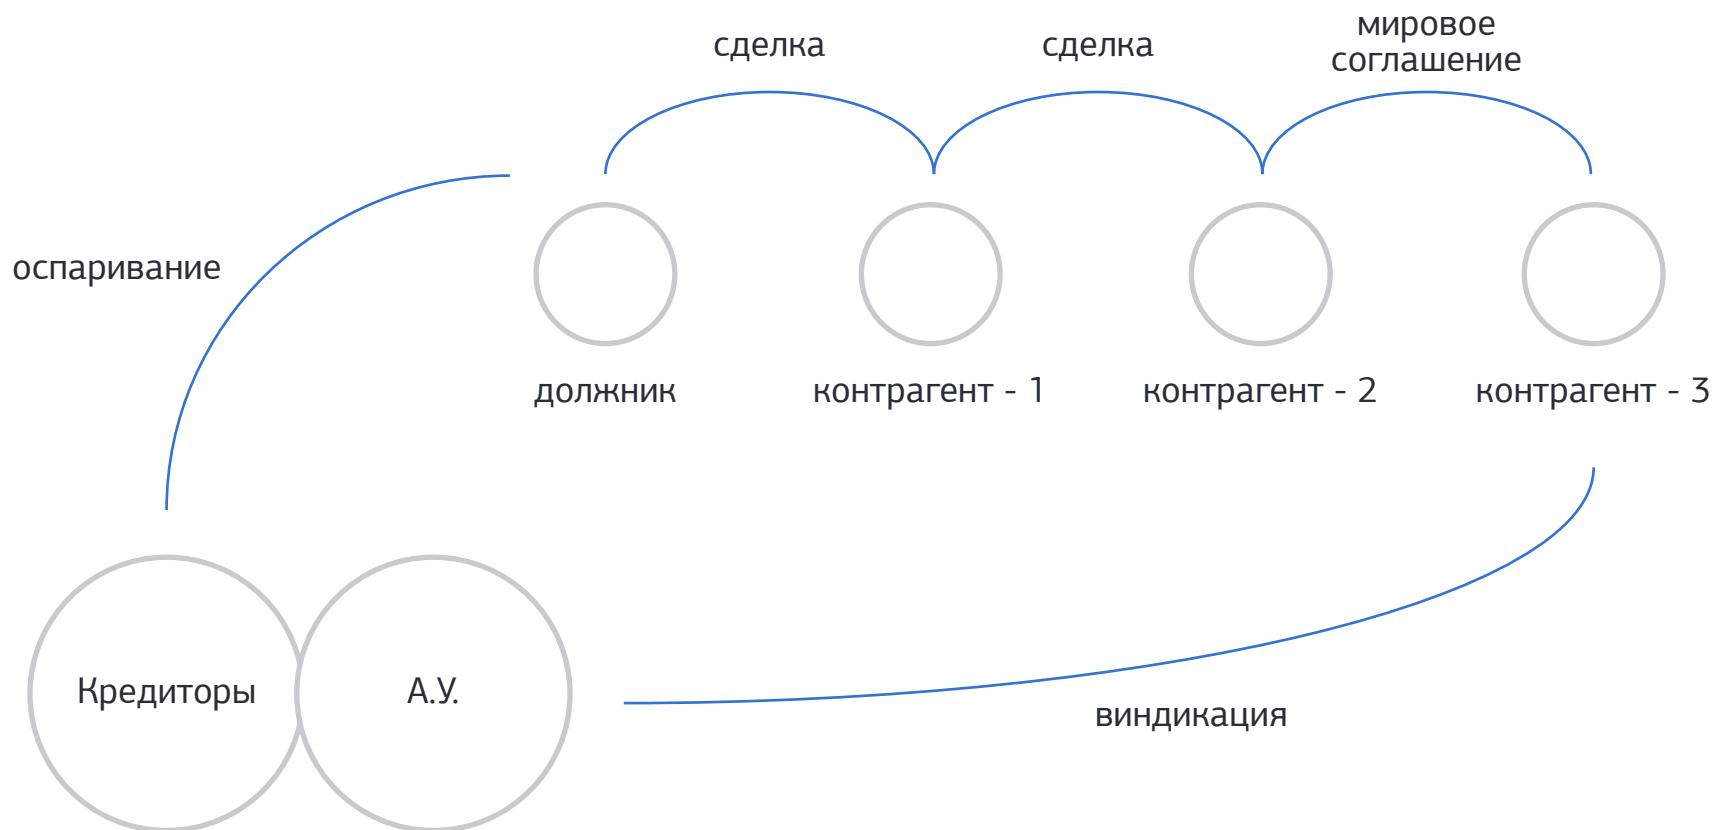 сделка
сделка
мировое
соглашение
оспаривание
должник
контрагент - 1
контрагент - 2
контрагент - 3
Кредиторы
А.У.
виндикация